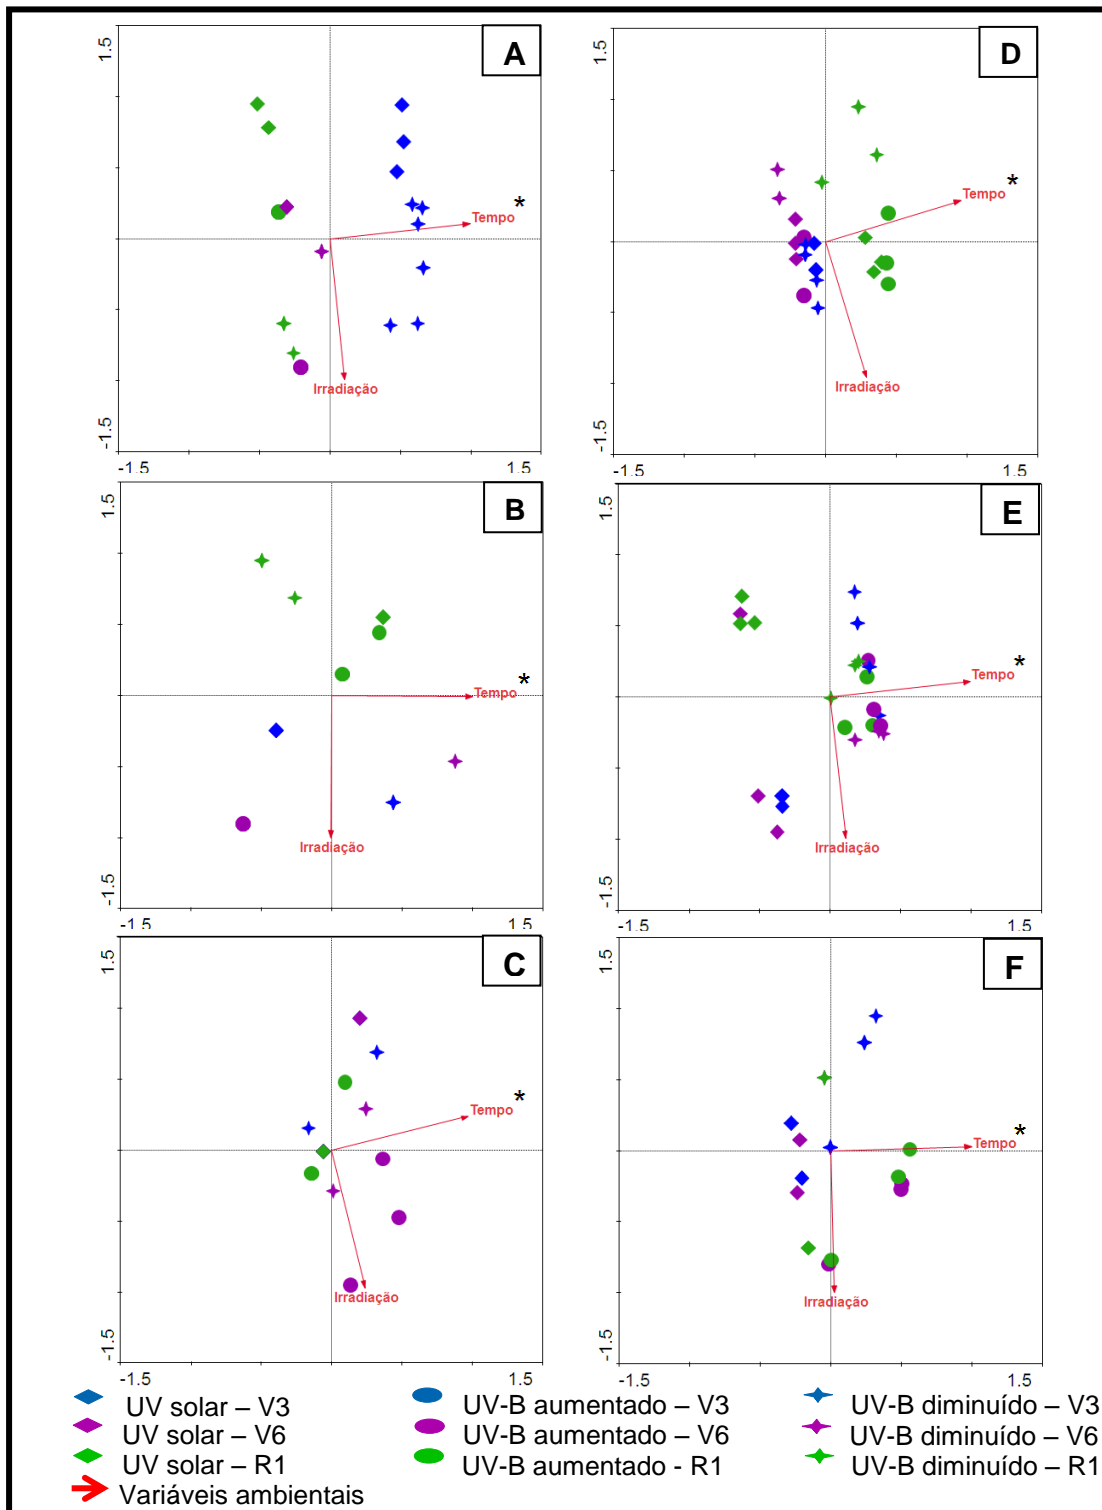 1.5
A
Tempo *
Irradiação
-1.5
-1.5
1.5
1.5
D
Tempo *
Irradiação
-1.5
-1.5
1.5
1.5
B
Tempo *
Irradiação
-1.5
-1.5
1.5
1.5
E
Tempo *
Irradiação
-1.5
-1.5
1.5
1.5
C
Tempo *
Irradiação
-1.5
-1.5
1.5
1.5
F
Tempo *
Irradiação
-1.5
-1.5
1.5
UV solar – V3
UV solar – V6
UV solar – R1
Variáveis ambientais
UV-B aumentado – V3
UV-B aumentado – V6
UV-B aumentado - R1
UV-B diminuído – V3
UV-B diminuído – V6
UV-B diminuído – R1